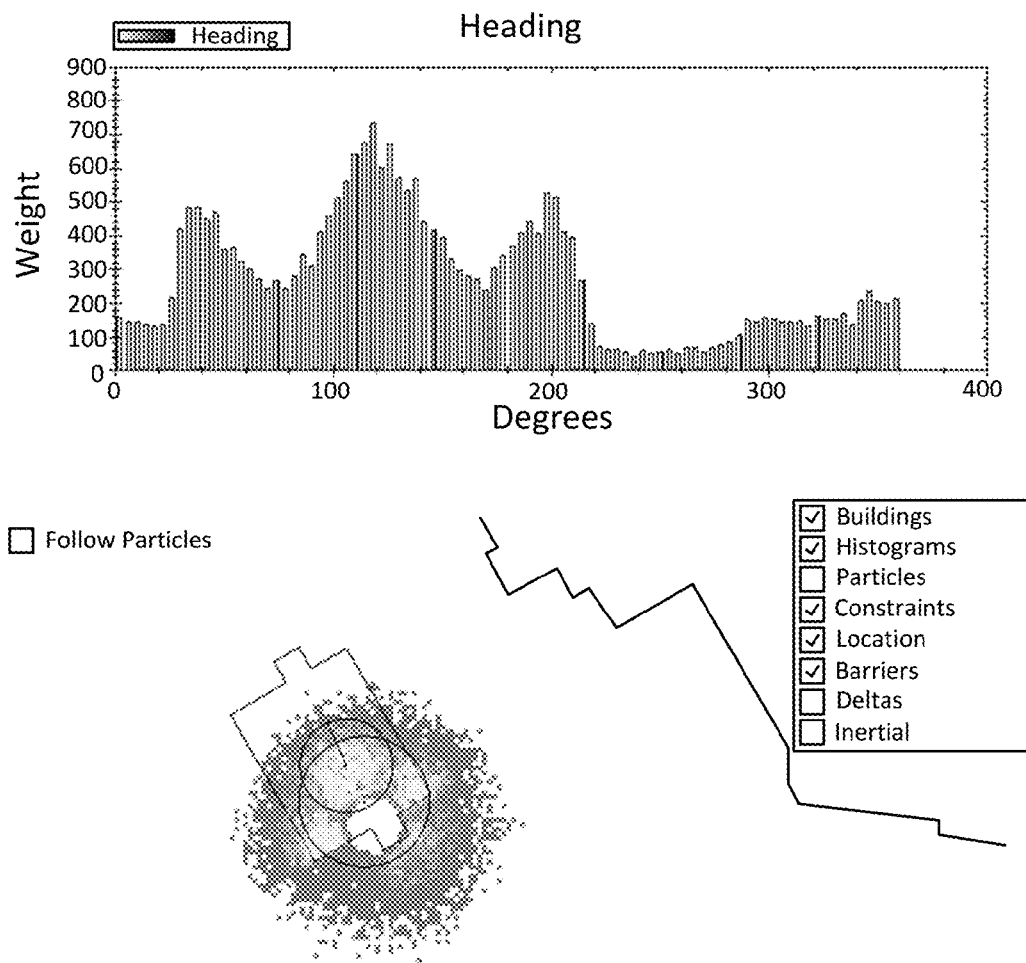 Heading
Heading
900
800
700
600
500
400
300
200
100
0
Weight
0 100 200 300 400
Degrees
Follow Particles
Buildings
Histograms
Particles
Constraints
Location
Barriers
Deltas
Inertial